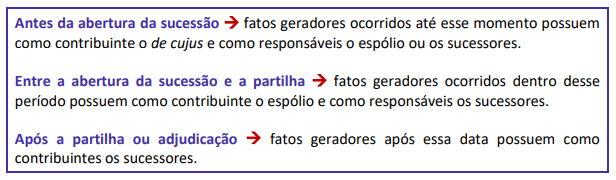 Antes da abertura da sucessão ➔ fatos geradores ocorridos até esse momento possuem
como contribuinte o de cujus e como responsáveis o espólio ou os sucessores.
Entre a abertura da sucessão e a partilha ➔ fatos geradores ocorridos dentro desse
período possuem como contribuinte o espólio e como responsáveis os sucessores.
Após a partilha ou adjudicação ➔ fatos geradores após essa data possuem como
contribuintes os sucessores.